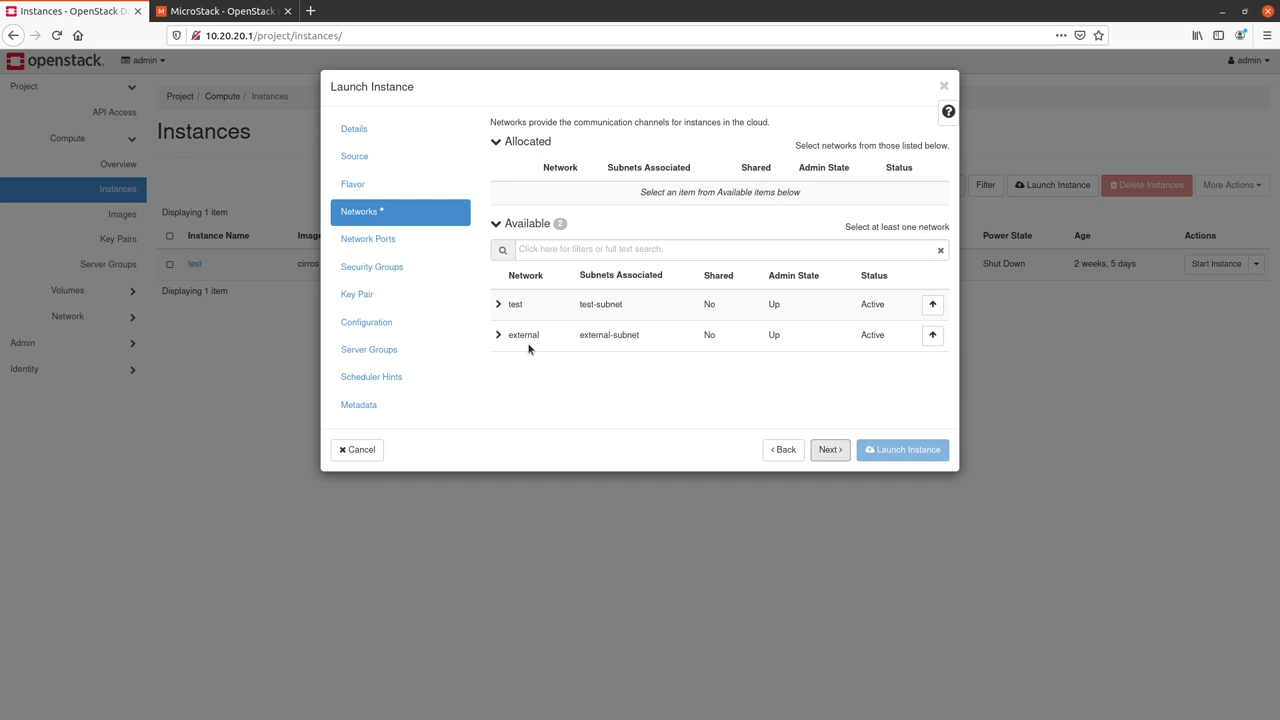 Instances - OpenStack D
MicroStack - OpenStack
10.20.20.1/project/instances/
openstack.
admin
admin
Project
API Access
Compute
Overview
Instances
Images
Key Pairs
Server Groups
Volumes
Network
Admin
Identity
Project / Compute / Instances
Instances
Filter
Launch Instance
Delete Instances
More Actions
Displaying 1 item
Instance Name
Imag
Power State
Age
Actions
test
cirros
Shut Down
2 weeks, 5 days
Start Instance
Displaying 1 item
Launch Instance
Details
Source
Flavor
Networks *
Network Ports
Security Groups
Key Pair
Configuration
Server Groups
Scheduler Hints
Metadata
Networks provide the communication channels for instances in the cloud.
Allocated
Select networks from those listed below.
Network Subnets Associated Shared Admin State Status
Select an item from Available items below
Available 2
Select at least one network
Click here for filters or full text search.
Network Subnets Associated Shared Admin State Status
test test-subnet No Up Active
external external-subnet No Up Active
Cancel
Back
Next
Launch Instance